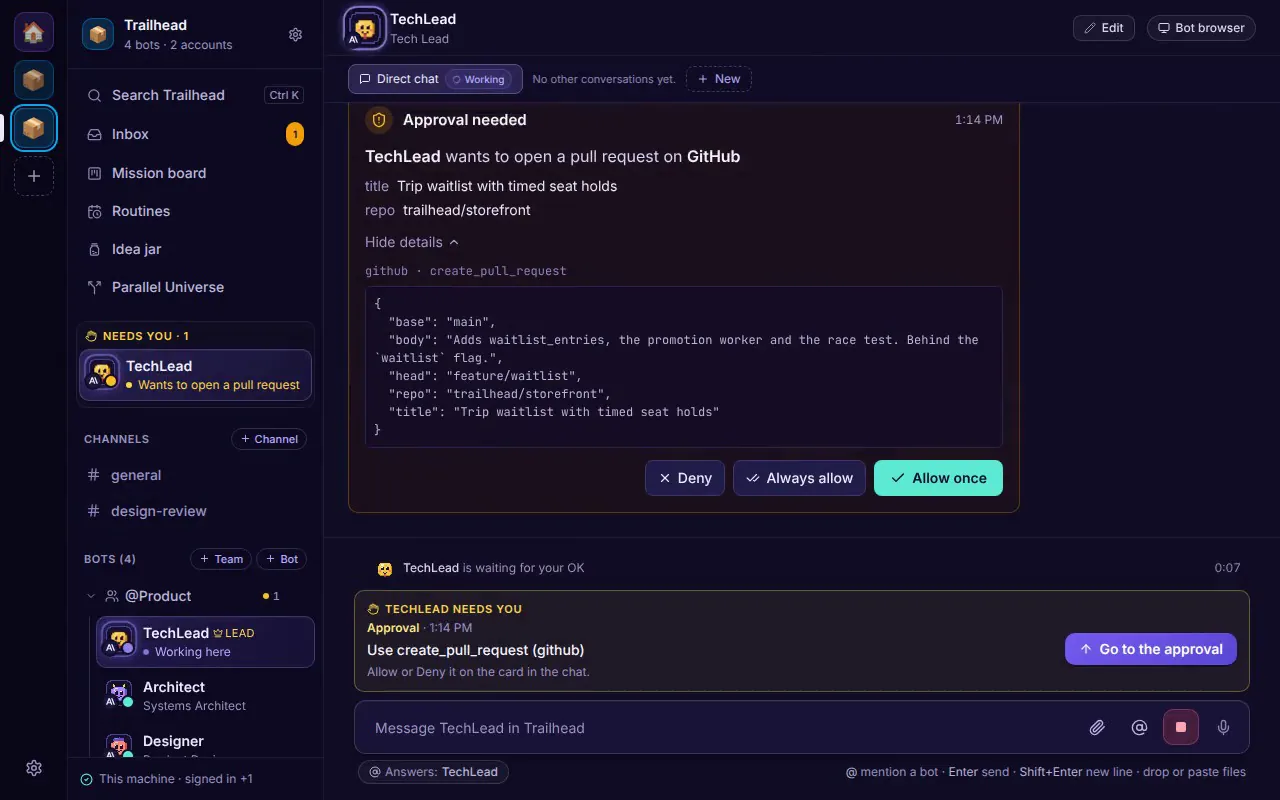 Trailhead
4 bots · 2 accounts
Search Trailhead
Ctrl K
Inbox
1
Mission board
Routines
Idea jar
Parallel Universe
NEEDS YOU · 1
TechLead
Wants to open a pull request
CHANNELS
+ Channel
# general
# design-review
BOTS (4)
+ Team
+ Bot
@Product
1
TechLead LEAD
Working here
Architect
Systems Architect
Designer
This machine · signed in +1
TechLead
Tech Lead
Edit
Bot browser
Direct chat
Working
No other conversations yet.
+ New
Approval needed
1:14 PM
TechLead wants to open a pull request on GitHub
title Trip waitlist with timed seat holds
repo trailhead/storefront
Hide details
github · create_pull_request
{
"base": "main",
"body": "Adds waitlist_entries, the promotion worker and the race test. Behind the
`waitlist` flag.",
"head": "feature/waitlist",
"repo": "trailhead/storefront",
"title": "Trip waitlist with timed seat holds"
}
Deny
Always allow
Allow once
TechLead is waiting for your OK
0:07
TECHLEAD NEEDS YOU
Approval · 1:14 PM
Use create_pull_request (github)
Allow or Deny it on the card in the chat.
Go to the approval
Message TechLead in Trailhead
@ Answers: TechLead
@ mention a bot · Enter send · Shift+Enter new line · drop or paste files